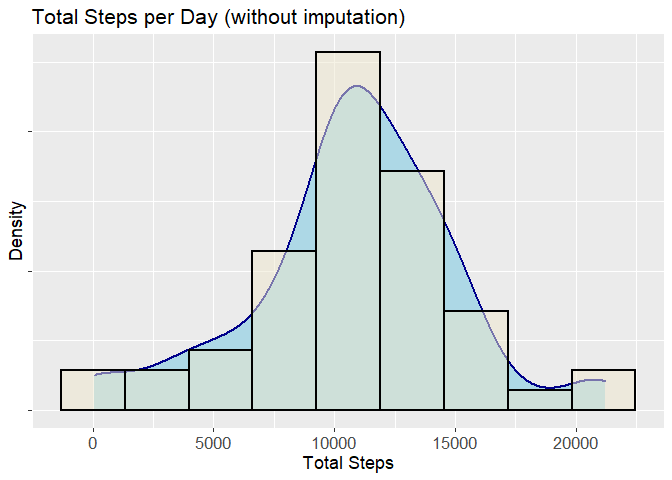 Total Steps per Day (without imputation)
Density
0 5000 10000 15000 20000
Total Steps